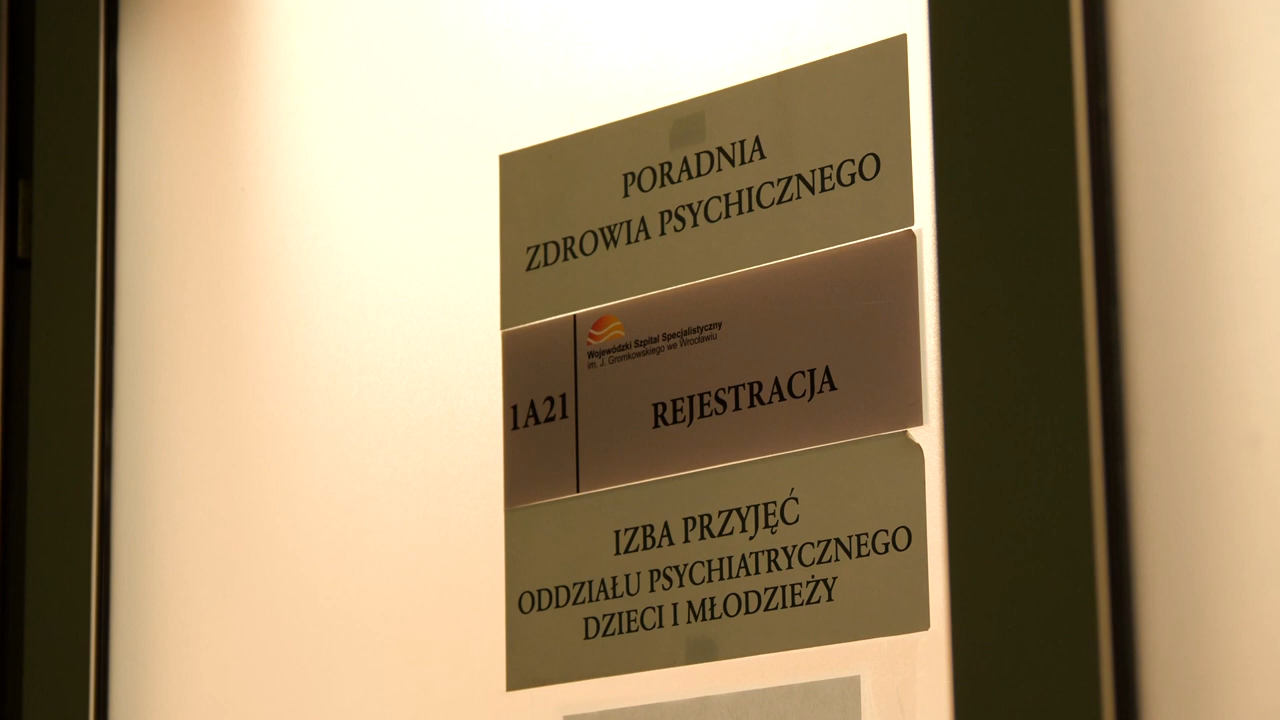 PORADNIA
ZDROWIA PSYCHICZNEGO
Wojewódzki Szpital Specjalistyczny
im. J. Gromkowskiego we Wrocławiu
1A21
REJESTRACJA
IZBA PRZYJĘĆ
ODDZIAŁU PSYCHIATRYCZNEGO
DZIECI I MŁODZIEŻY